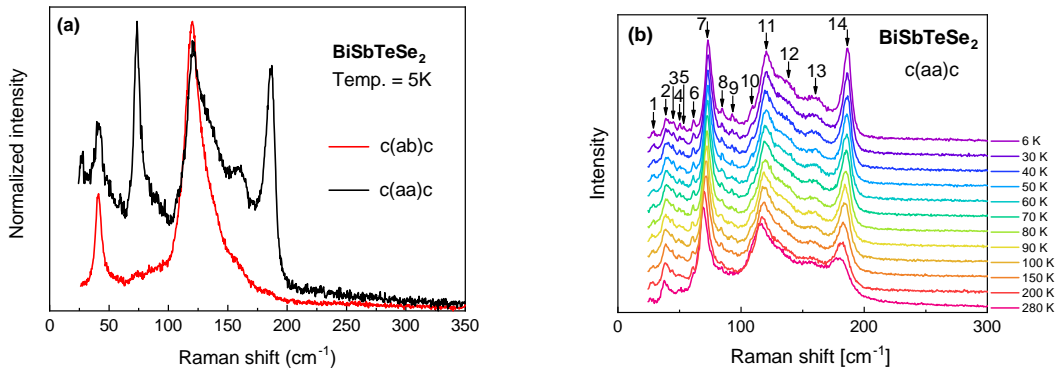 (a)
BiSbTeSe₂
Temp. = 5K
c(ab)c
c(aa)c
Normalized intensity
0 50 100 150 200 250 300 350
Raman shift (cm⁻¹)
(b)
BiSbTeSe₂
c(aa)c
1 2 3 4 5 6 7 8 9 10 11 12 13 14
6 K
30 K
40 K
50 K
60 K
70 K
80 K
90 K
100 K
150 K
200 K
280 K
Intensity
0 100 200 300
Raman shift [cm⁻¹]